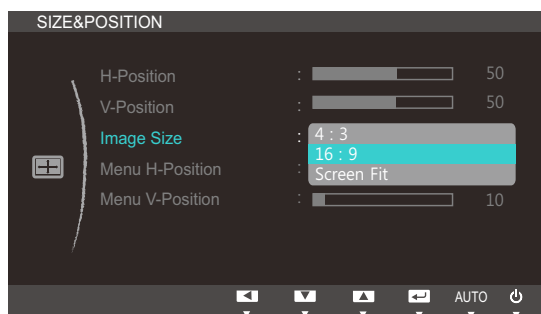 SIZE&POSITION
H-Position : 50
V-Position : 50
Image Size : 4 : 3
16 : 9
Screen Fit
Menu H-Position :
Menu V-Position : 10
AUTO